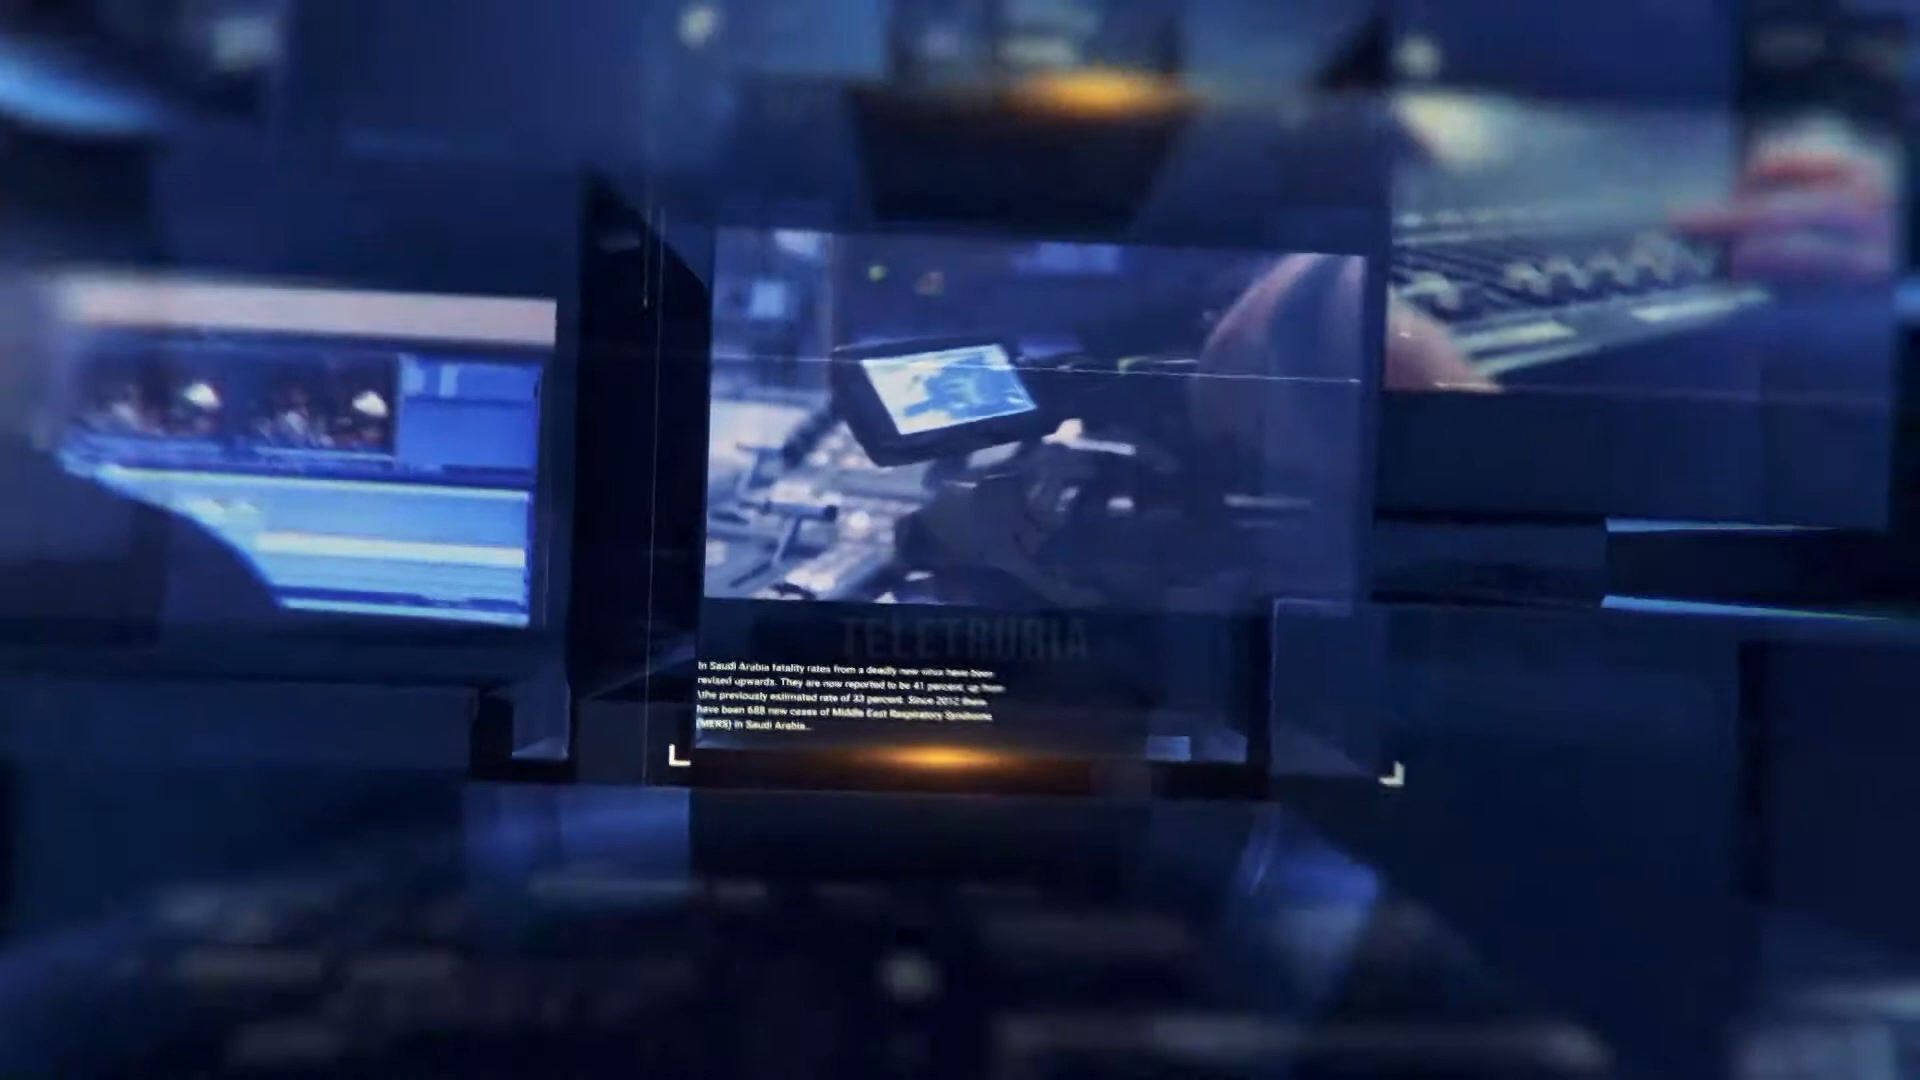 TELETRURIA
In Saudi Arabia fatality rates from a deadly new virus have been
revised upwards. They are now reported to be 41 percent, up from
\the previously estimated rate of 33 percent. Since 2012 there
have been 688 new cases of Middle East Respiratory Syndrome
(MERS) in Saudi Arabia...